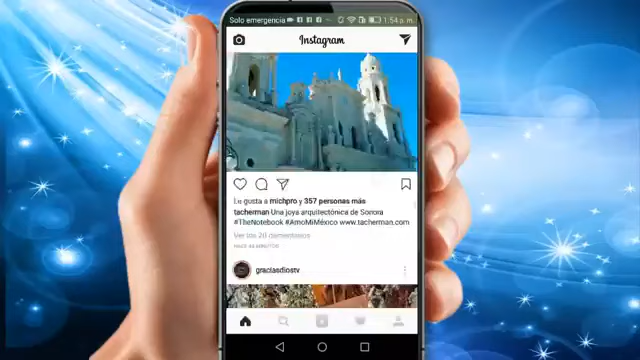 Solo emergencia 1:54 p.m.
Instagram
Le gusta a michpro y 357 personas más
tacherman Una joya arquitectónica de Sonora
#TheNotebook #AmoMiMéxico www.tacherman.com
Ver los 20 comentarios
graciasdiostv